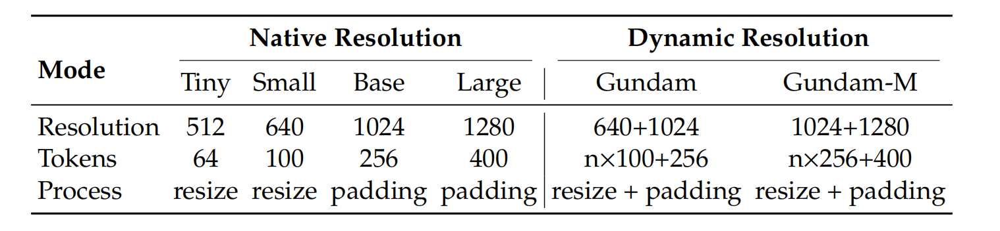 Native Resolution Dynamic Resolution
Mode
Tiny Small Base Large Gundam Gundam-M
Resolution 512 640 1024 1280 640+1024 1024+1280
Tokens 64 100 256 400 n×100+256 n×256+400
Process resize resize padding padding resize + padding resize + padding